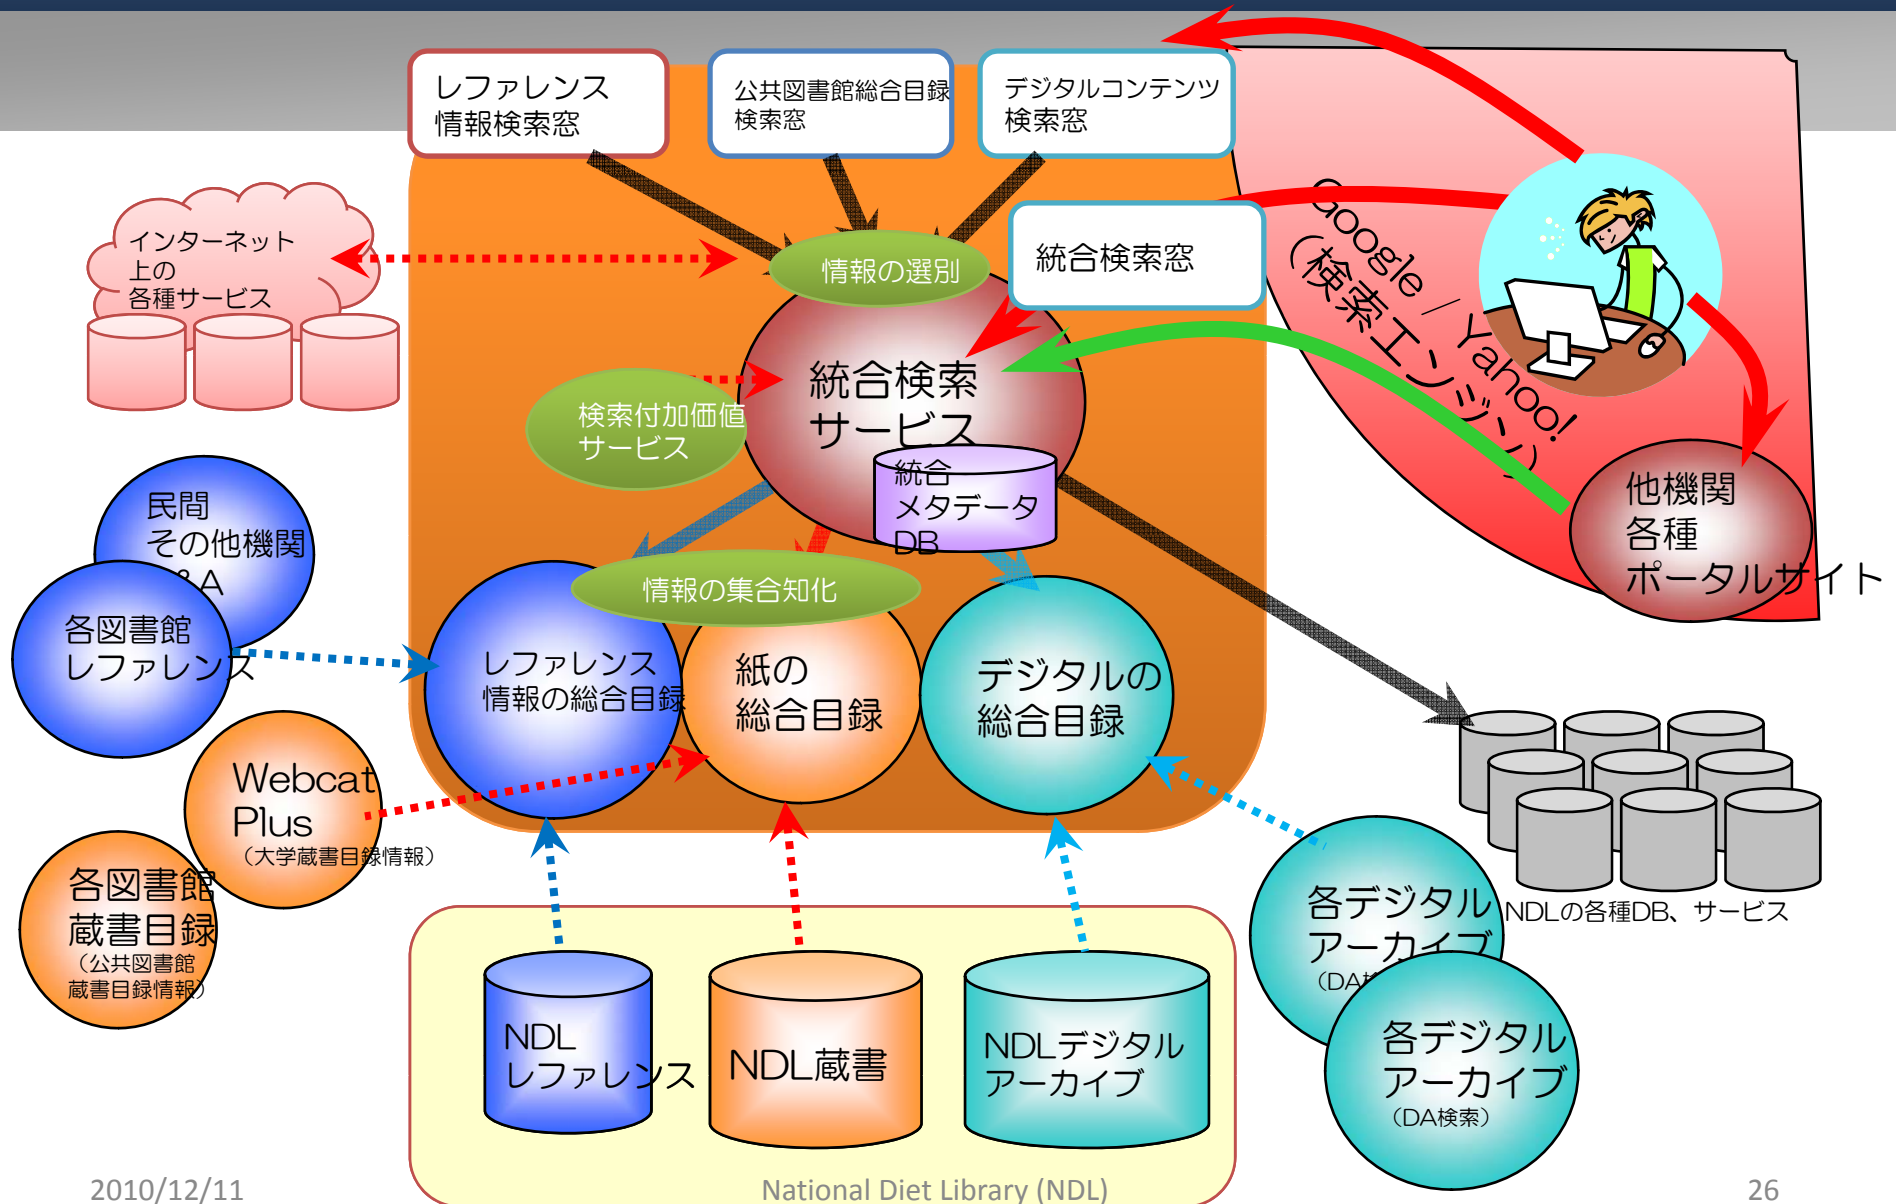 レファレンス
情報検索窓
公共図書館総合目録
検索窓
デジタルコンテンツ
検索窓
インターネット
上の
各種サービス
情報の選別
統合検索窓
Google / Yahoo!
(検索エンジン)
統合検索
サービス
検索付加価値
サービス
統合
メタデータ
DB
他機関
各種
ポータルサイト
民間
その他機関
&A
各図書館
レファレンス
情報の集合知化
レファレンス
情報の総合目録
紙の
総合目録
デジタルの
総合目録
Webcat
Plus
(大学蔵書目録情報)
各図書館
蔵書目録
(公共図書館
蔵書目録情報)
各デジタル
アーカイブ
(DA検
NDLの各種DB、サービス
各デジタル
アーカイブ
(DA検索)
NDL
レファレンス
NDL蔵書
NDLデジタル
アーカイブ
2010/12/11
National Diet Library (NDL)
26